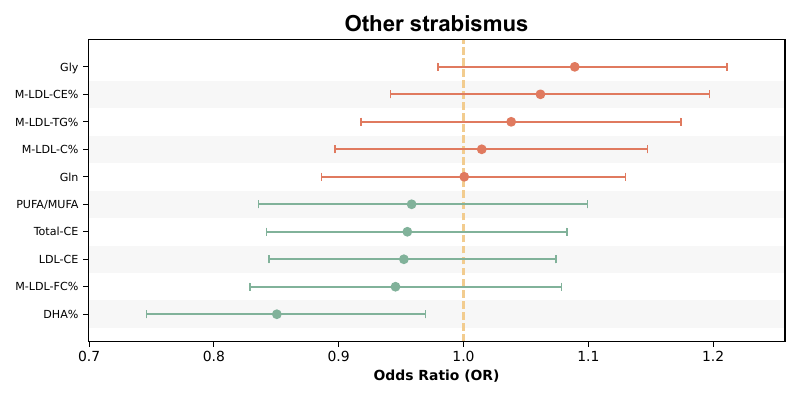 Other strabismus
Gly
M-LDL-CE%
M-LDL-TG%
M-LDL-C%
Gln
PUFA/MUFA
Total-CE
LDL-CE
M-LDL-FC%
DHA%
0.7 0.8 0.9 1.0 1.1 1.2
Odds Ratio (OR)